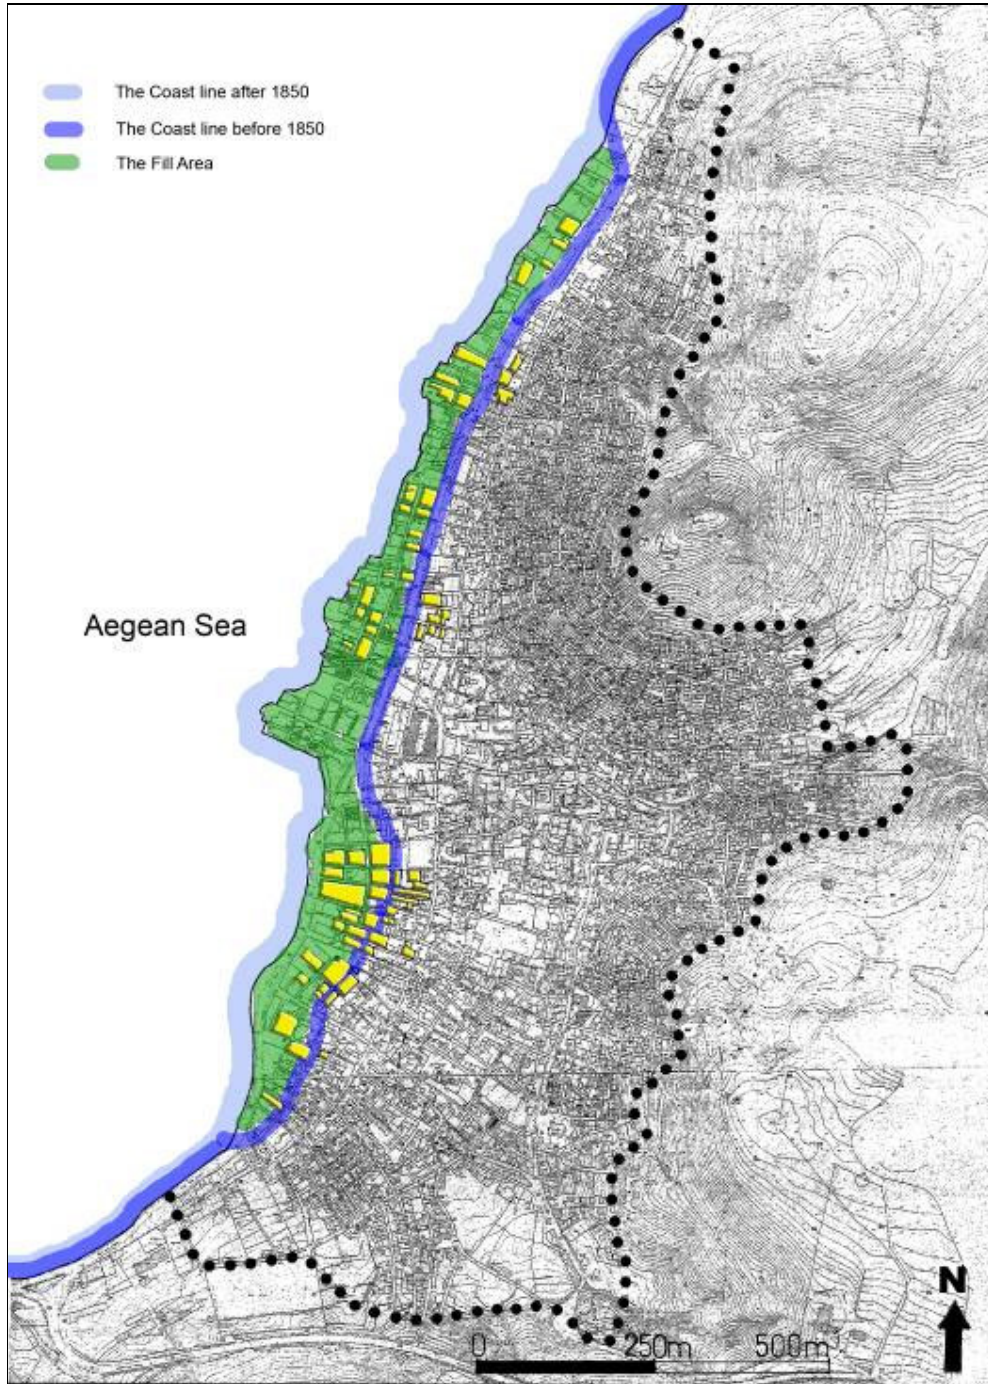 The Coast line after 1850
The Coast line before 1850
The Fill Area
Aegean Sea
N
0 250m 500m